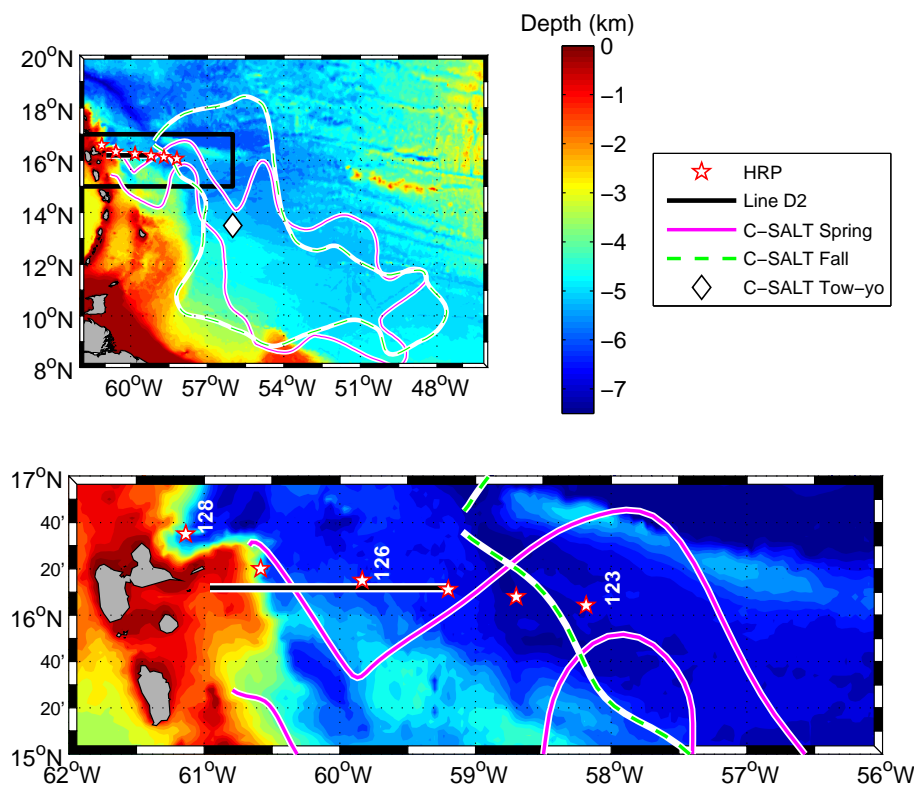 Depth (km)
20°N
18°N
16°N
14°N
12°N
10°N
8°N
60°W 57°W 54°W 51°W 48°W
0
−1
−2
−3
−4
−5
−6
−7
HRP
Line D2
C−SALT Spring
C−SALT Fall
C−SALT Tow−yo
17°N
40'
20'
16°N
40'
20'
15°N
128
126
123
62°W 61°W 60°W 59°W 58°W 57°W 56°W